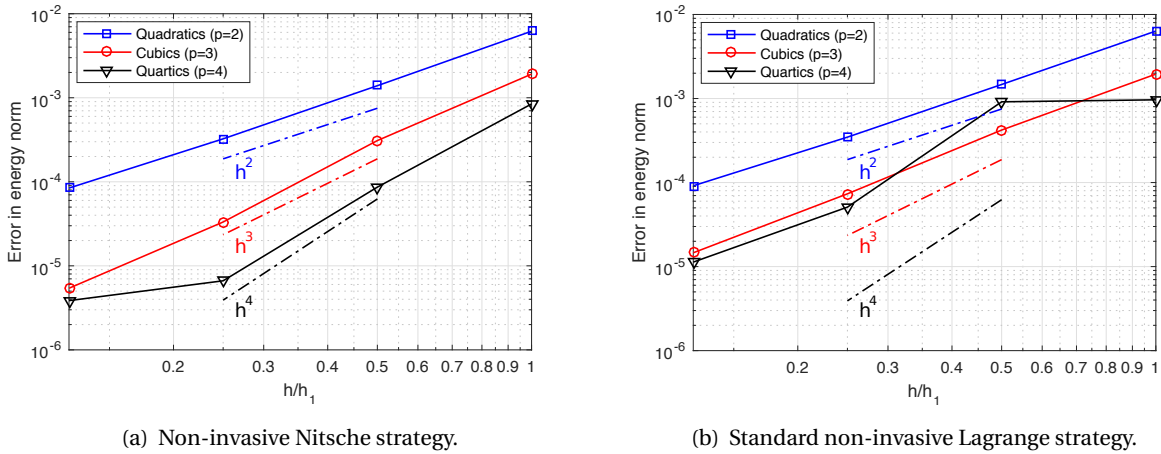 10^-2
10^-3
10^-4
10^-5
10^-6
Error in energy norm
Quadratics (p=2)
Cubics (p=3)
Quartics (p=4)
h^2
h^3
h^4
0.2 0.3 0.4 0.5 0.6 0.7 0.8 0.9 1
h/h_1
(a) Non-invasive Nitsche strategy.
10^-2
10^-3
10^-4
10^-5
10^-6
Error in energy norm
Quadratics (p=2)
Cubics (p=3)
Quartics (p=4)
h^2
h^3
h^4
0.2 0.3 0.4 0.5 0.6 0.7 0.8 0.9 1
h/h_1
(b) Standard non-invasive Lagrange strategy.